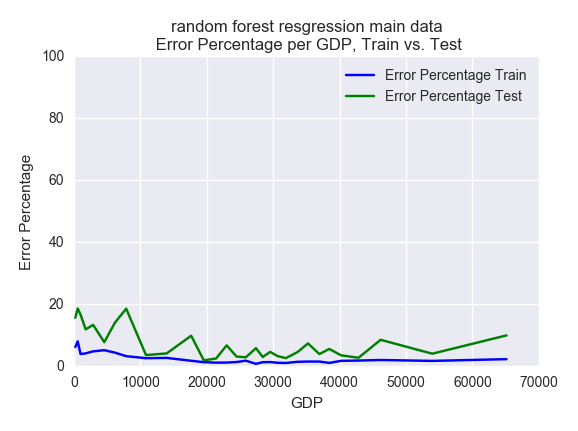 random forest resgression main data
Error Percentage per GDP, Train vs. Test
Error Percentage Train
Error Percentage Test
Error Percentage
100
80
60
40
20
0
0 10000 20000 30000 40000 50000 60000 70000
GDP